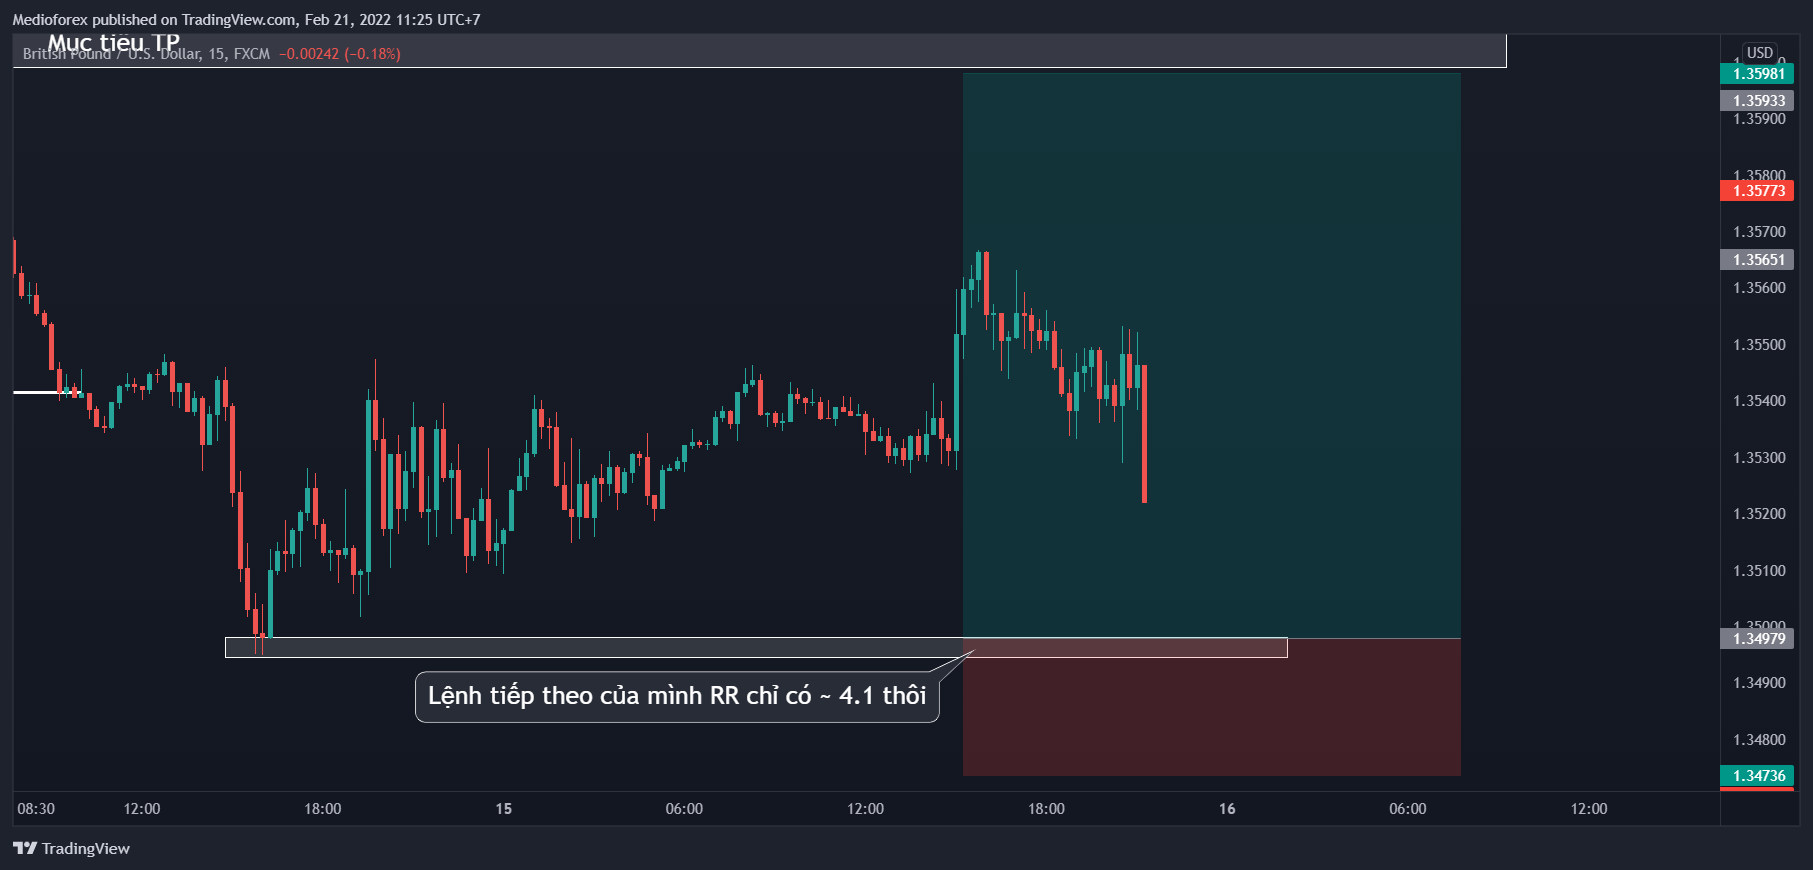 Medioforex published on TradingView.com, Feb 21, 2022 11:25 UTC+7
Mục tiêu TP
British Pound / U.S. Dollar, 15, FXCM −0.00242 (−0.18%)
USD
1.35981
1.35933
1.35900
1.35800
1.35773
1.35700
1.35651
1.35600
1.35500
1.35400
1.35300
1.35200
1.35100
1.35000
1.34979
1.34900
1.34800
1.34736
Lệnh tiếp theo của mình RR chỉ có ~ 4.1 thôi
08:30 12:00 18:00 15 06:00 12:00 18:00 16 06:00 12:00
TradingView